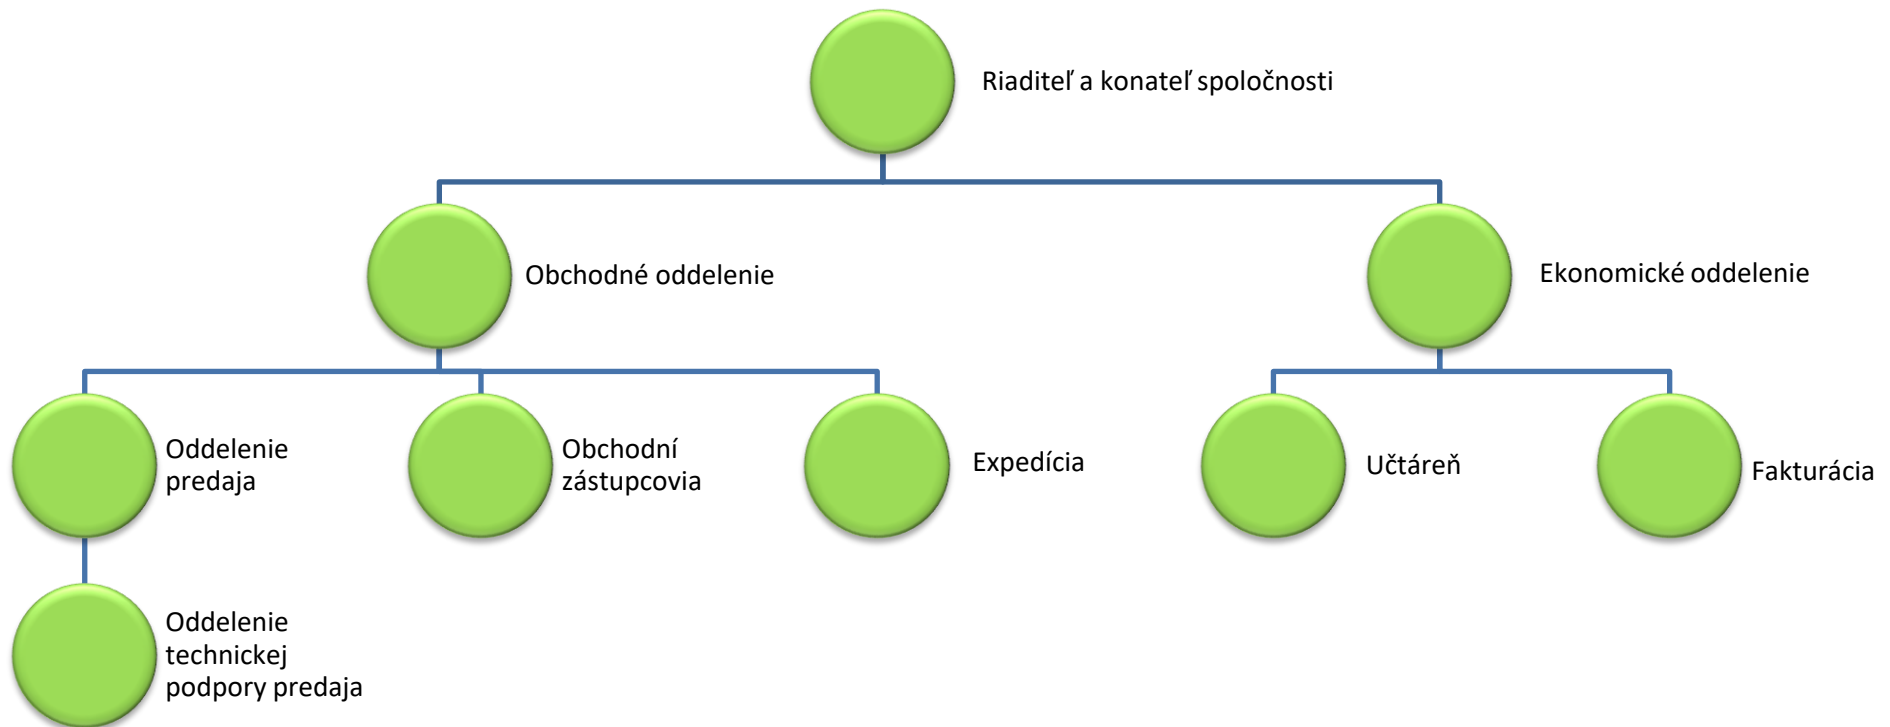 Riaditeľ a konateľ spoločnosti
Obchodné oddelenie
Ekonomické oddelenie
Oddelenie
predaja
Obchodní
zástupcovia
Expedícia
Učtáreň
Fakturácia
Oddelenie
technickej
podpory predaja